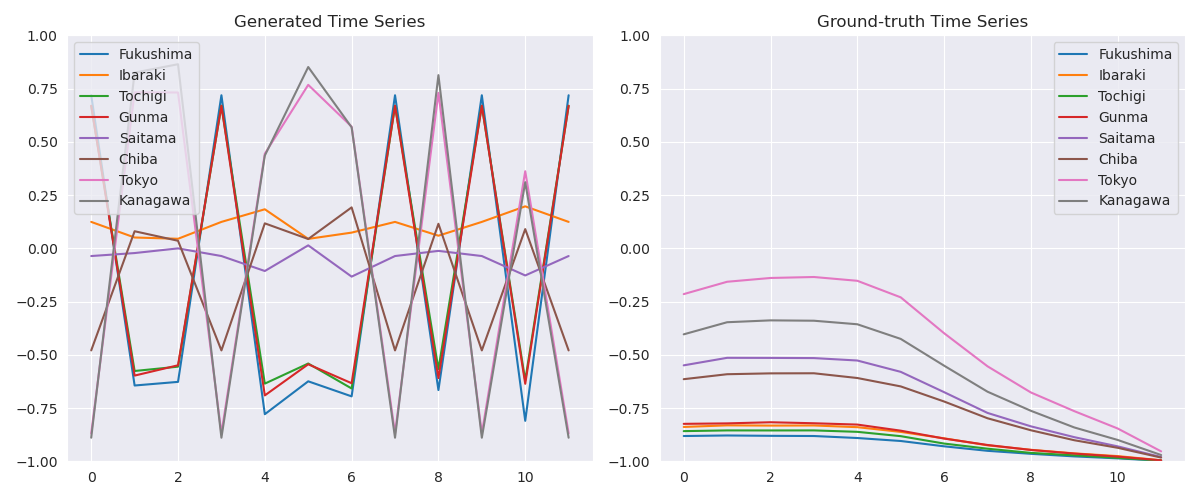 Generated Time Series
1.00
0.75
0.50
0.25
0.00
−0.25
−0.50
−0.75
−1.00
0
2
4
6
8
10
Fukushima
Ibaraki
Tochigi
Gunma
Saitama
Chiba
Tokyo
Kanagawa
Ground-truth Time Series
1.00
0.75
0.50
0.25
0.00
−0.25
−0.50
−0.75
−1.00
0
2
4
6
8
10
Fukushima
Ibaraki
Tochigi
Gunma
Saitama
Chiba
Tokyo
Kanagawa